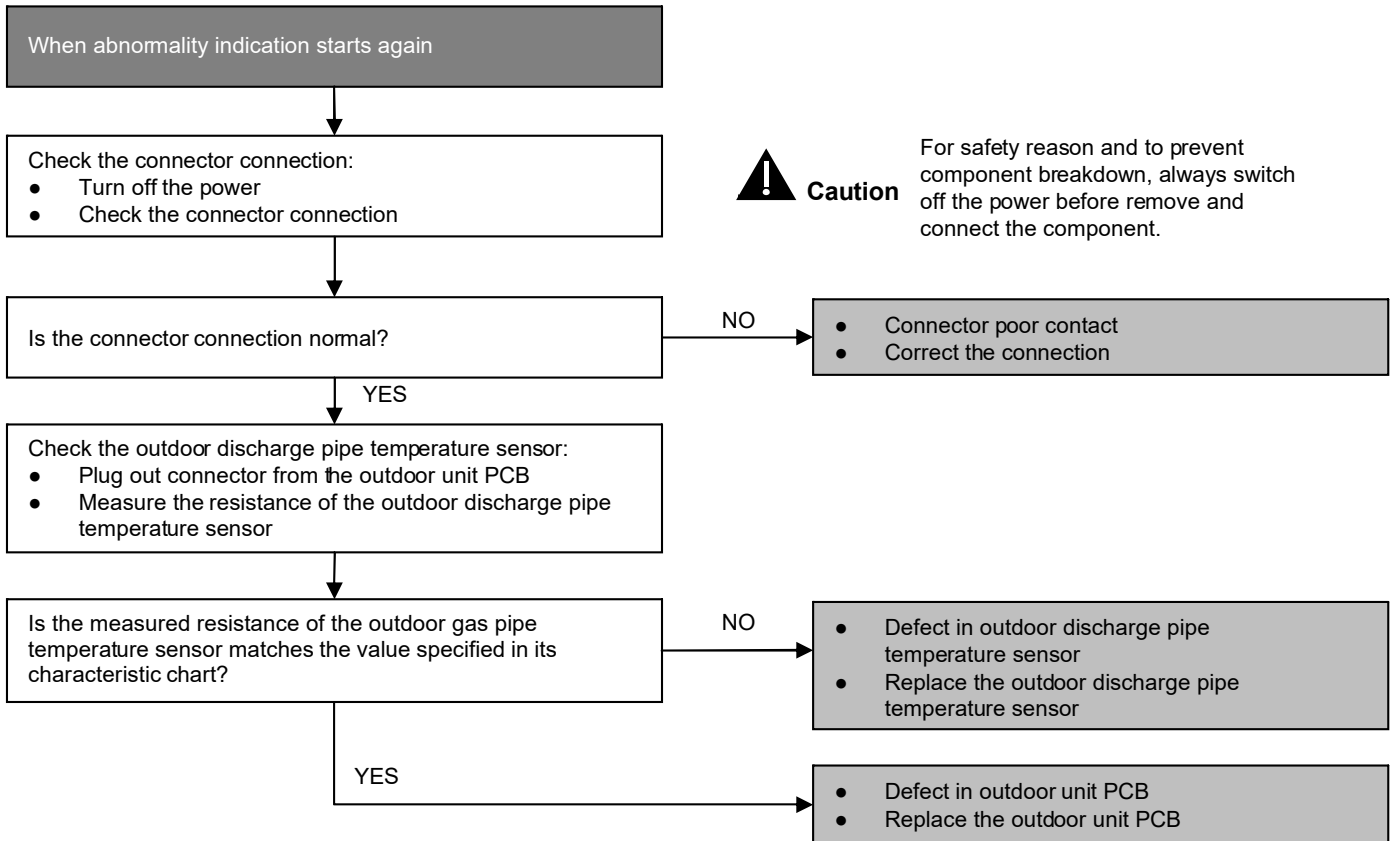 When abnormality indication starts again
Check the connector connection:
● Turn off the power
● Check the connector connection
Caution
For safety reason and to prevent
component breakdown, always switch
off the power before remove and
connect the component.
Is the connector connection normal?
NO
● Connector poor contact
● Correct the connection
YES
Check the outdoor discharge pipe temperature sensor:
● Plug out connector from the outdoor unit PCB
● Measure the resistance of the outdoor discharge pipe
temperature sensor
Is the measured resistance of the outdoor gas pipe
temperature sensor matches the value specified in its
characteristic chart?
NO
● Defect in outdoor discharge pipe
temperature sensor
● Replace the outdoor discharge pipe
temperature sensor
YES
● Defect in outdoor unit PCB
● Replace the outdoor unit PCB